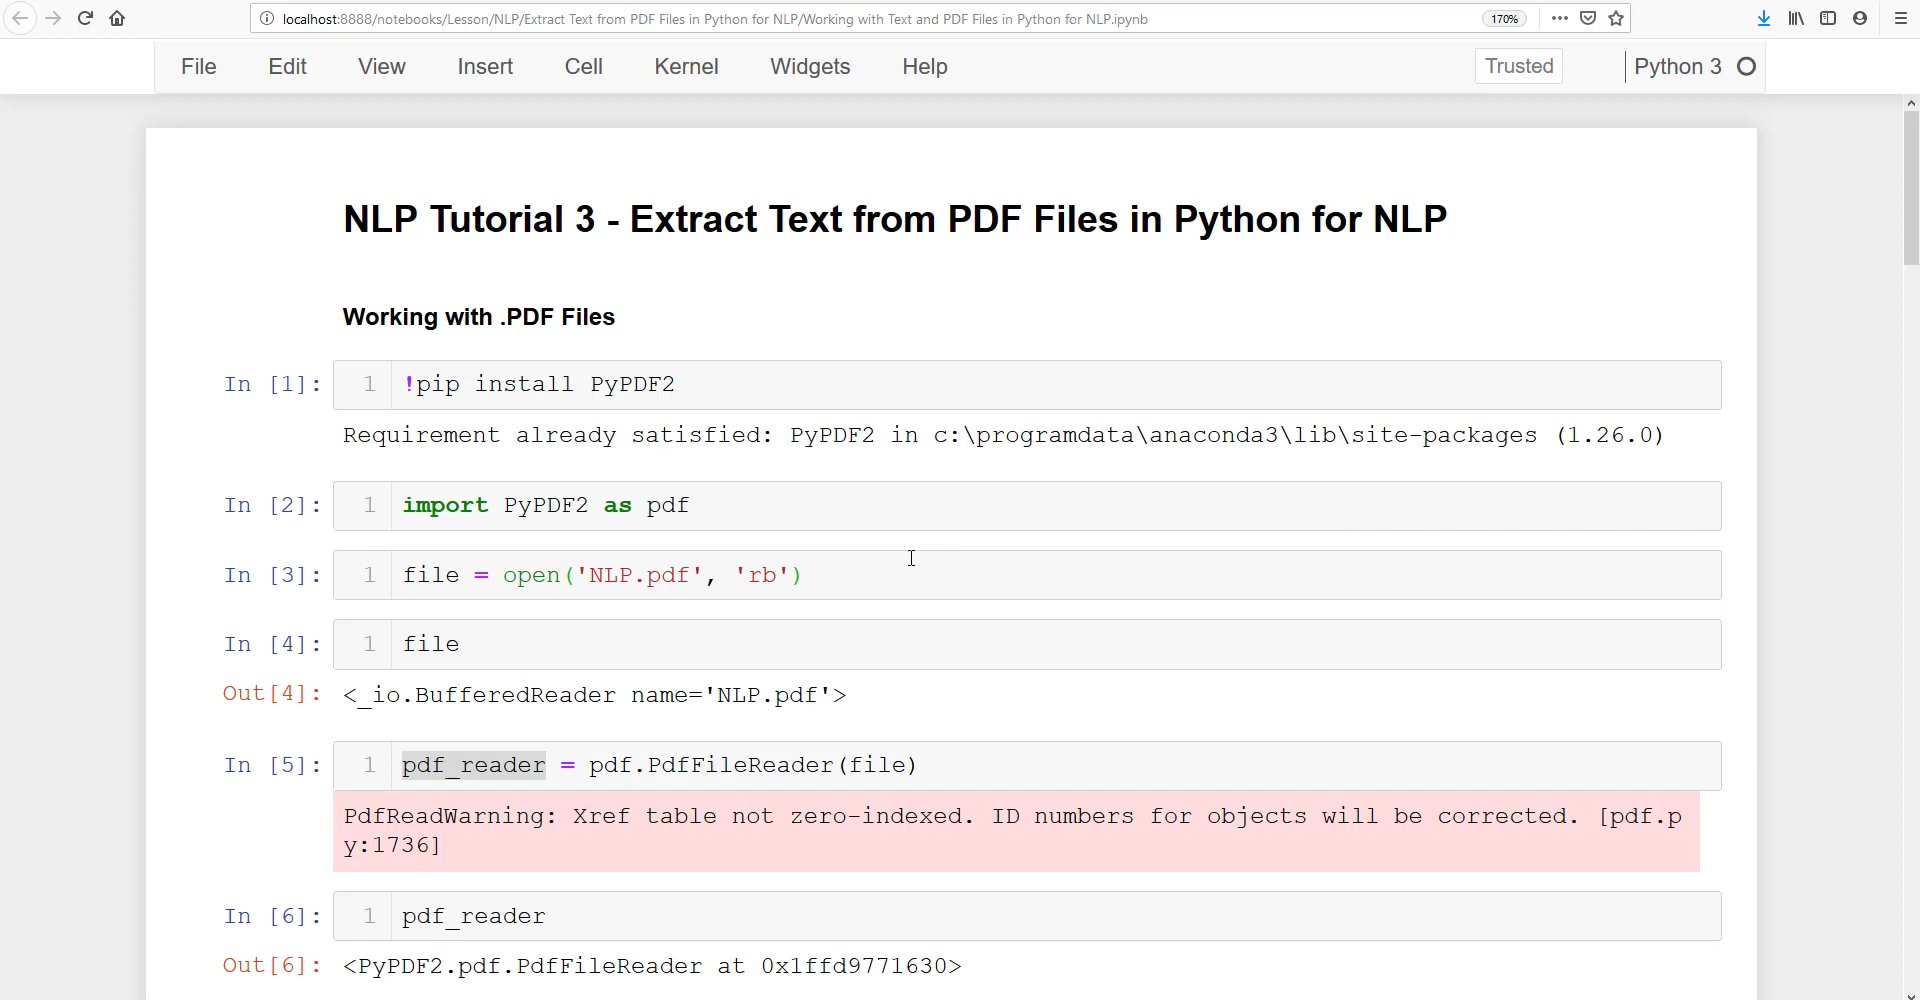 localhost:8888/notebooks/Lesson/NLP/Extract Text from PDF Files in Python for NLP/Working with Text and PDF Files in Python for NLP.ipynb 170%
File Edit View Insert Cell Kernel Widgets Help Trusted Python 3
NLP Tutorial 3 - Extract Text from PDF Files in Python for NLP
Working with .PDF Files
In [1]: 1 !pip install PyPDF2
Requirement already satisfied: PyPDF2 in c:\programdata\anaconda3\lib\site-packages (1.26.0)
In [2]: 1 import PyPDF2 as pdf
In [3]: 1 file = open('NLP.pdf', 'rb')
In [4]: 1 file
Out[4]: <_io.BufferedReader name='NLP.pdf'>
In [5]: 1 pdf_reader = pdf.PdfFileReader(file)
PdfReadWarning: Xref table not zero-indexed. ID numbers for objects will be corrected. [pdf.p
y:1736]
In [6]: 1 pdf_reader
Out[6]: <PyPDF2.pdf.PdfFileReader at 0x1ffd9771630>